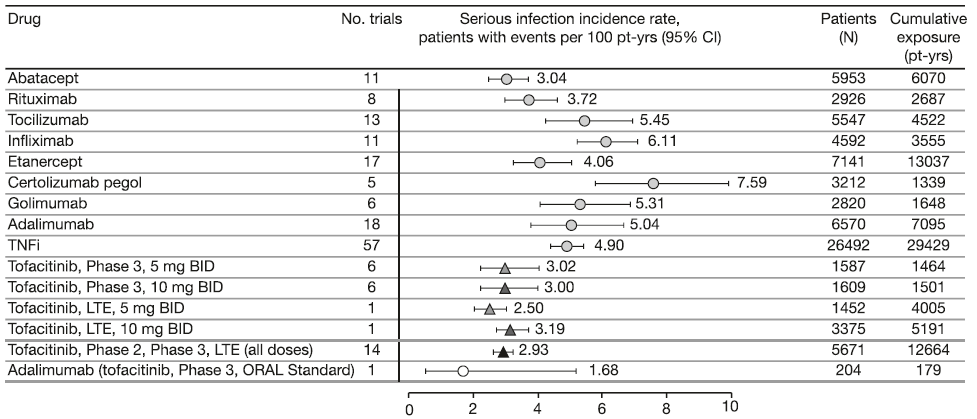 Drug No. trials Serious infection incidence rate, Patients Cumulative
patients with events per 100 pt-yrs (95% CI) (N) exposure
(pt-yrs)
Abatacept 11 3.04 5953 6070
Rituximab 8 3.72 2926 2687
Tocilizumab 13 5.45 5547 4522
Infliximab 11 6.11 4592 3555
Etanercept 17 4.06 7141 13037
Certolizumab pegol 5 7.59 3212 1339
Golimumab 6 5.31 2820 1648
Adalimumab 18 5.04 6570 7095
TNFi 57 4.90 26492 29429
Tofacitinib, Phase 3, 5 mg BID 6 3.02 1587 1464
Tofacitinib, Phase 3, 10 mg BID 6 3.00 1609 1501
Tofacitinib, LTE, 5 mg BID 1 2.50 1452 4005
Tofacitinib, LTE, 10 mg BID 1 3.19 3375 5191
Tofacitinib, Phase 2, Phase 3, LTE (all doses) 14 2.93 5671 12664
Adalimumab (tofacitinib, Phase 3, ORAL Standard) 1 1.68 204 179
0 2 4 6 8 10